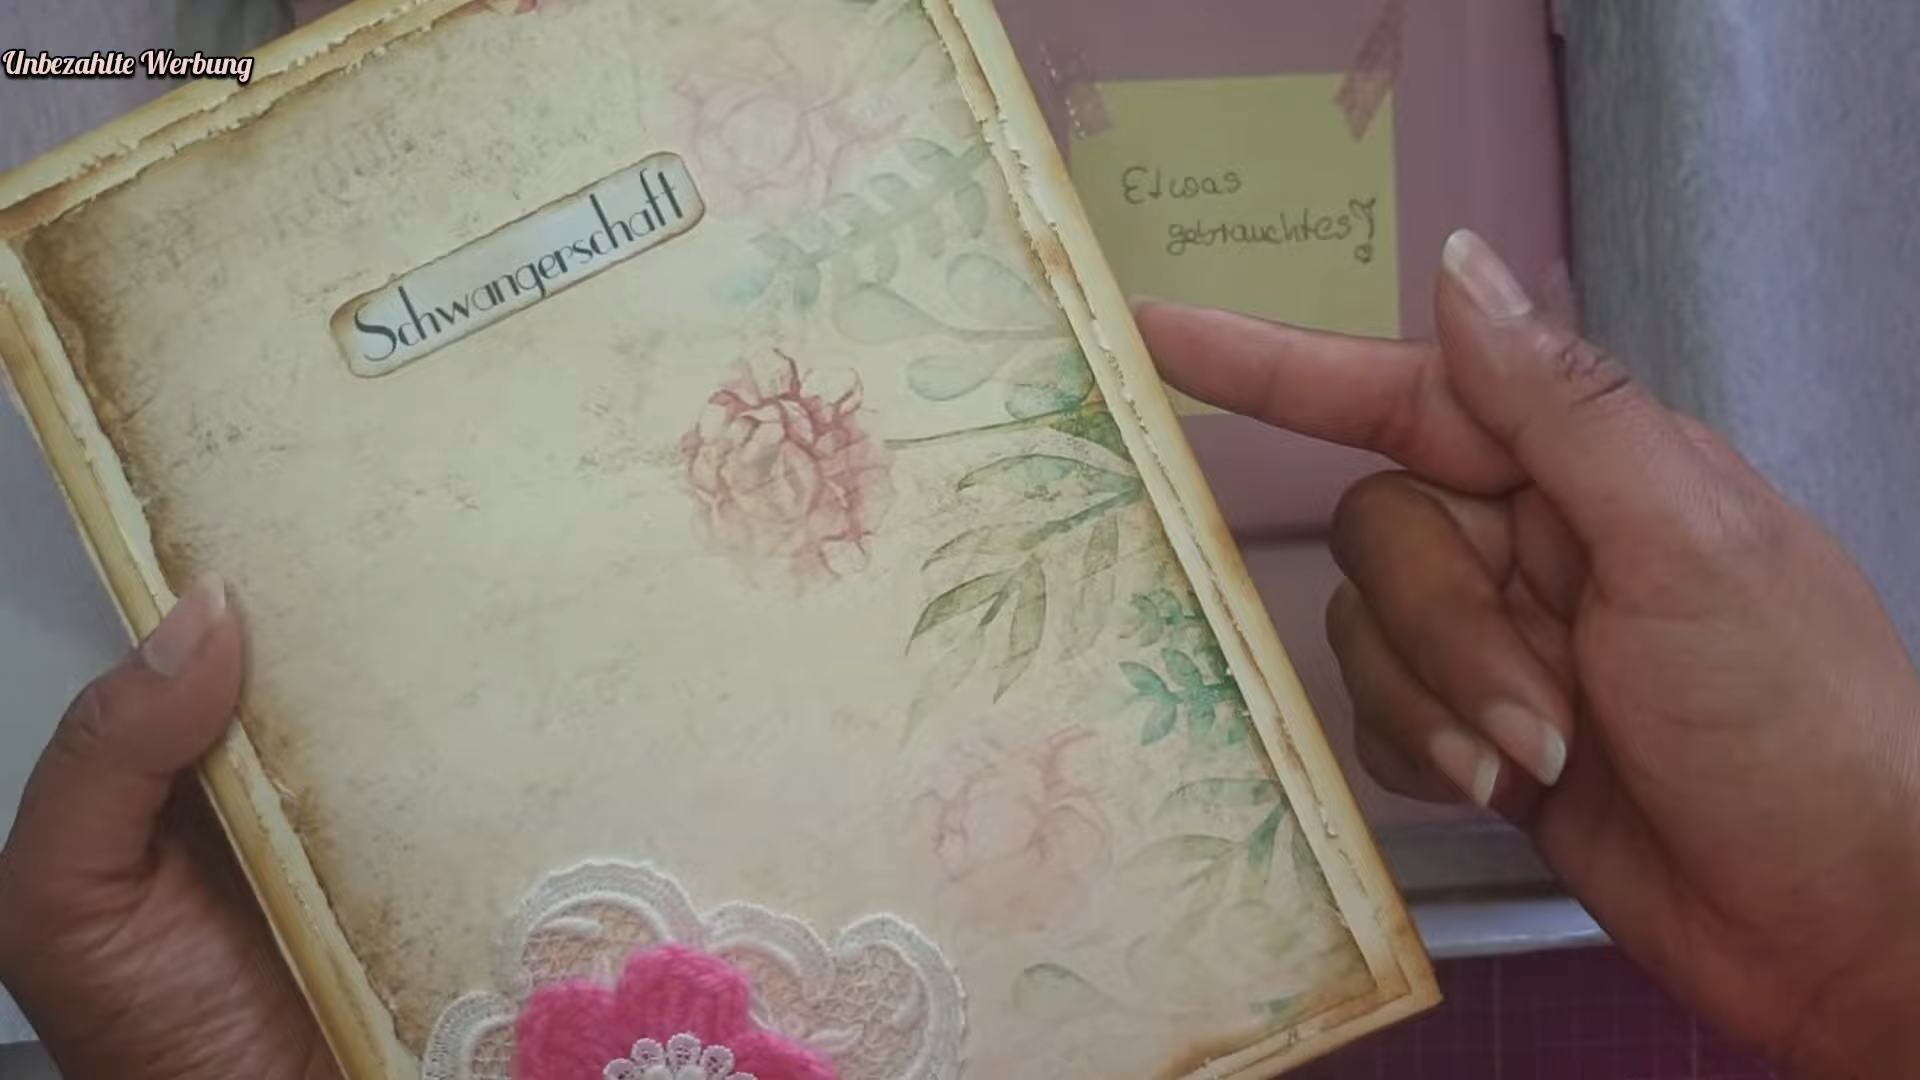 Unbezahlte Werbung
Schwangerschaft
Etwas
gebrauchtes!